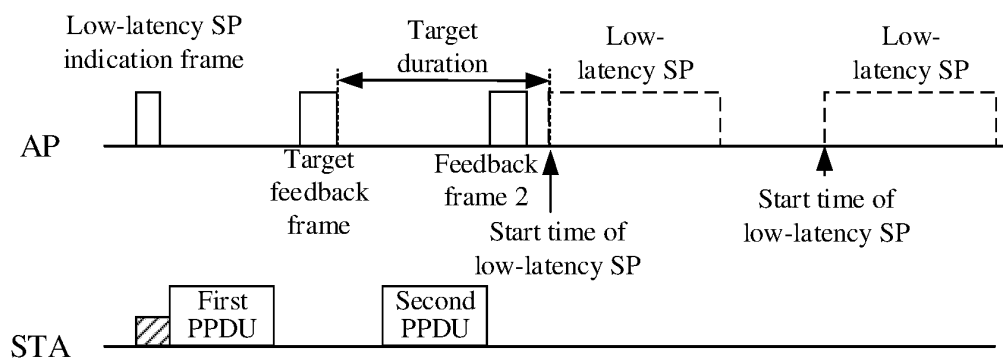 Low-latency SP
indication frame
Target
duration
Low-
latency SP
Low-
latency SP
AP
Target
feedback
frame
Feedback
frame 2
Start time of
low-latency SP
Start time of
low-latency SP
First
PPDU
Second
PPDU
STA